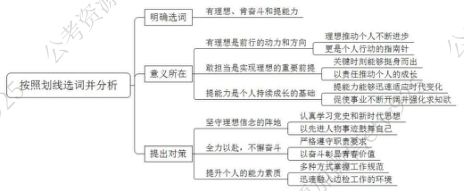 按照划线选词并分析
明确选词
有理想、肯奋斗和提能力
意义所在
有理想是前行的动力和方向
理想推动个人不断进步
更是个人行动的指南针
敢担当是实现理想的重要前提
关键时刻能够挺身而出
以责任推动个人的成长
提能力是个人持续成长的基础
提能力能够迅速适应时代变化
促使事业不断开阔并强化求知动
提出对策
坚守理想信念的阵地
认真学习党史和新时代思想
以先进人物事迹鼓舞自己
全力以赴，不懈奋斗
严格遵守职责要求
以奋斗彰显青春价值
提升个人的能力素质
多种方式掌握工作规范
迅速融入边检工作的环境
公考资源